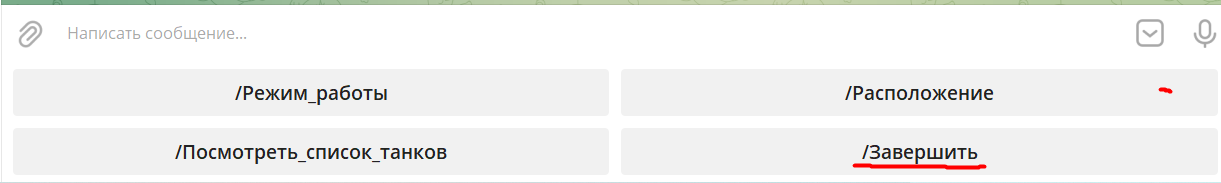 Написать сообщение...
/Режим_работы
/Расположение
/Посмотреть_список_танков
/Завершить